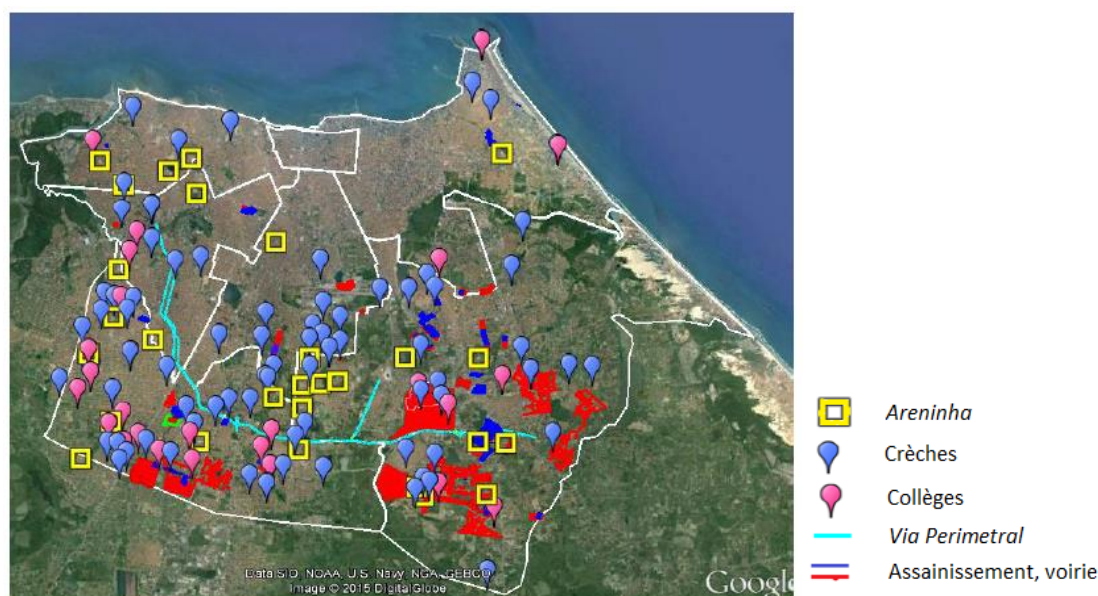 Areninha
Crèches
Collèges
Via Perimetral
Assainissement, voirie
Data SIO, NOAA, U.S. Navy, NGA, GEBCO
Image © 2015 DigitalGlobe
Google